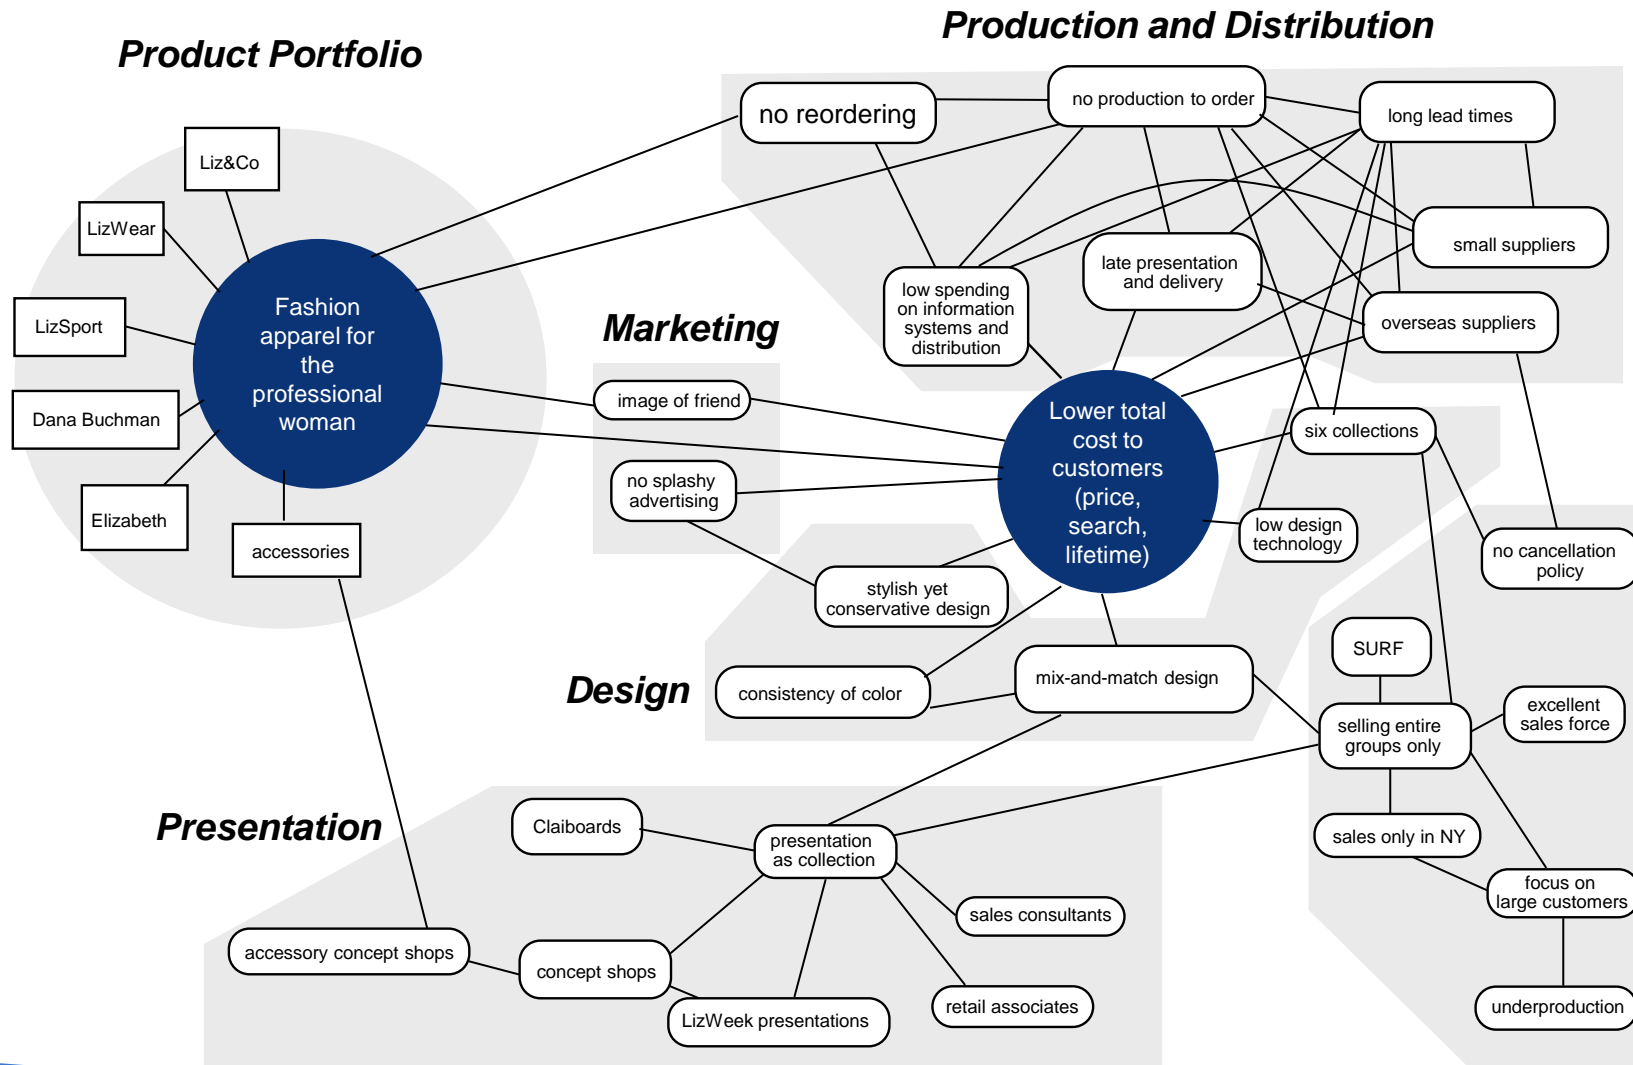 Production and Distribution
Product Portfolio
no reordering
no production to order
long lead times
Liz&Co
LizWear
small suppliers
late presentation
and delivery
low spending
on information
systems and
distribution
overseas suppliers
LizSport
Fashion
apparel for
the
professional
woman
Marketing
image of friend
Dana Buchman
Lower total
cost to
customers
(price,
search,
lifetime)
six collections
no splashy
advertising
Elizabeth
accessories
low design
technology
no cancellation
policy
stylish yet
conservative design
SURF
Design
consistency of color
mix-and-match design
excellent
sales force
selling entire
groups only
Presentation
Claiboards
presentation
as collection
sales only in NY
focus on
large customers
sales consultants
accessory concept shops
concept shops
retail associates
LizWeek presentations
underproduction